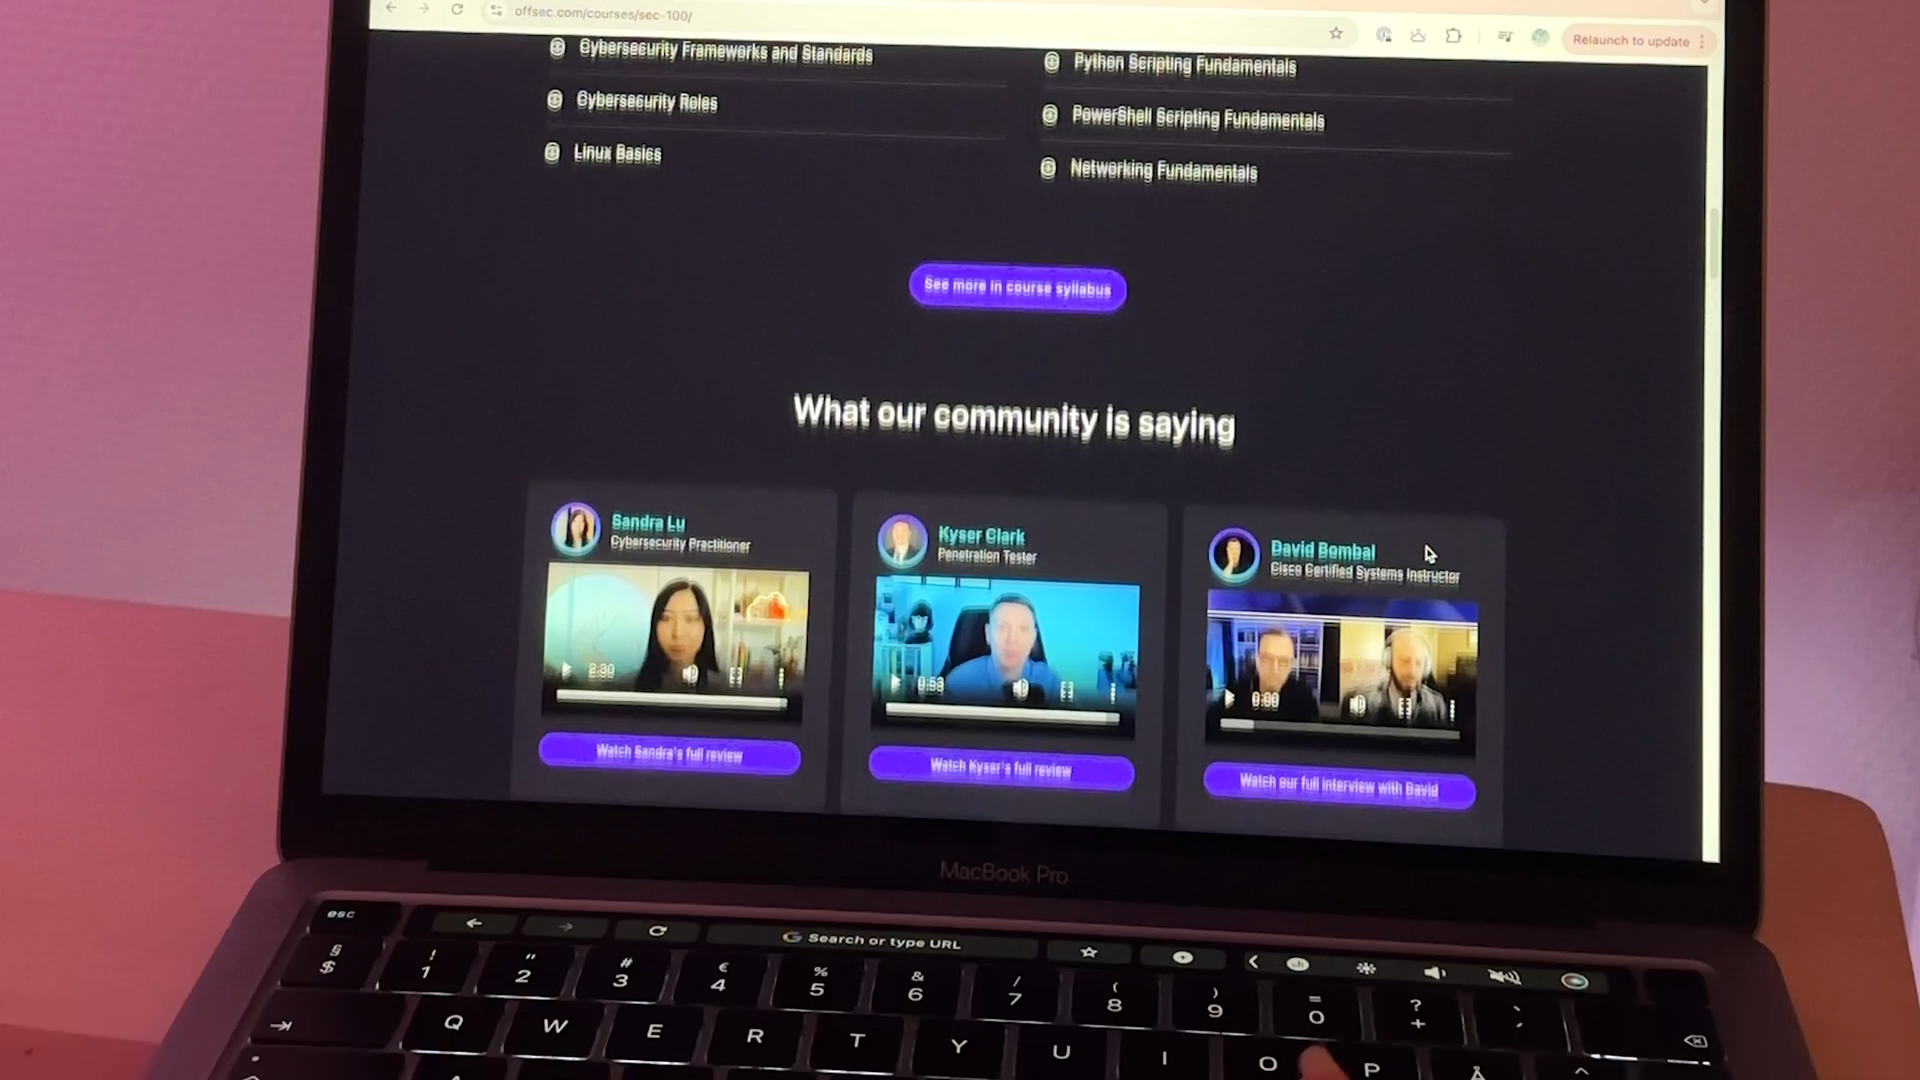 offsec.com/courses/sec-100/
Relaunch to update
Cybersecurity Frameworks and Standards
Python Scripting Fundamentals
Cybersecurity Roles
PowerShell Scripting Fundamentals
Linux Basics
Networking Fundamentals
See more in course syllabus
What our community is saying
Sandra Lu
Cybersecurity Practitioner
Kyser Clark
Penetration Tester
David Bombal
Cisco Certified Systems Instructor
2:30
0:53
0:00
Watch Sandra's full review
Watch Kyser's full review
Watch our full interview with David
MacBook Pro
esc
G Search or type URL
§ ! " # € % & / ( ) = ? `
$ 1 2 3 4 5 6 7 8 9 0 + ´
Q W E R T Y U I O P Å ^